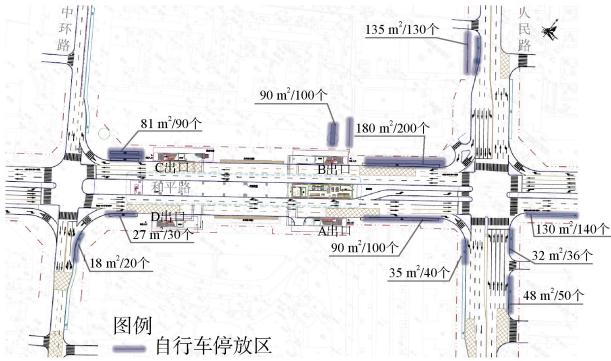 中环路
人民路
135 m²/130个
90 m²/100个
81 m²/90个
180 m²/200个
C出口
B出口
和平路
D出口
A出口
27 m²/30个
90 m²/100个
130 m²/140个
18 m²/20个
35 m²/40个
32 m²/36个
48 m²/50个
图例
自行车停放区